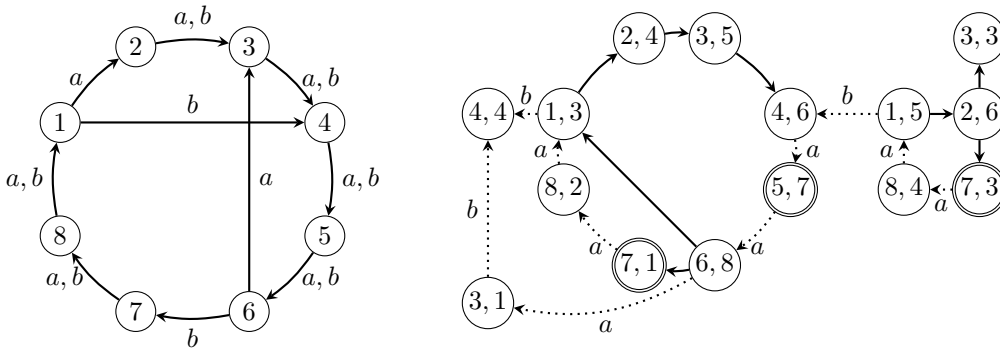 a, b
2
3
a
a, b
b
1
4
a, b
a
a, b
8
5
a, b
a, b
7
6
b
2, 4
3, 5
3, 3
4, 4
b
1, 3
4, 6
b
1, 5
2, 6
a
a
a
8, 2
5, 7
8, 4
a
7, 3
b
a
a
7, 1
6, 8
3, 1
a